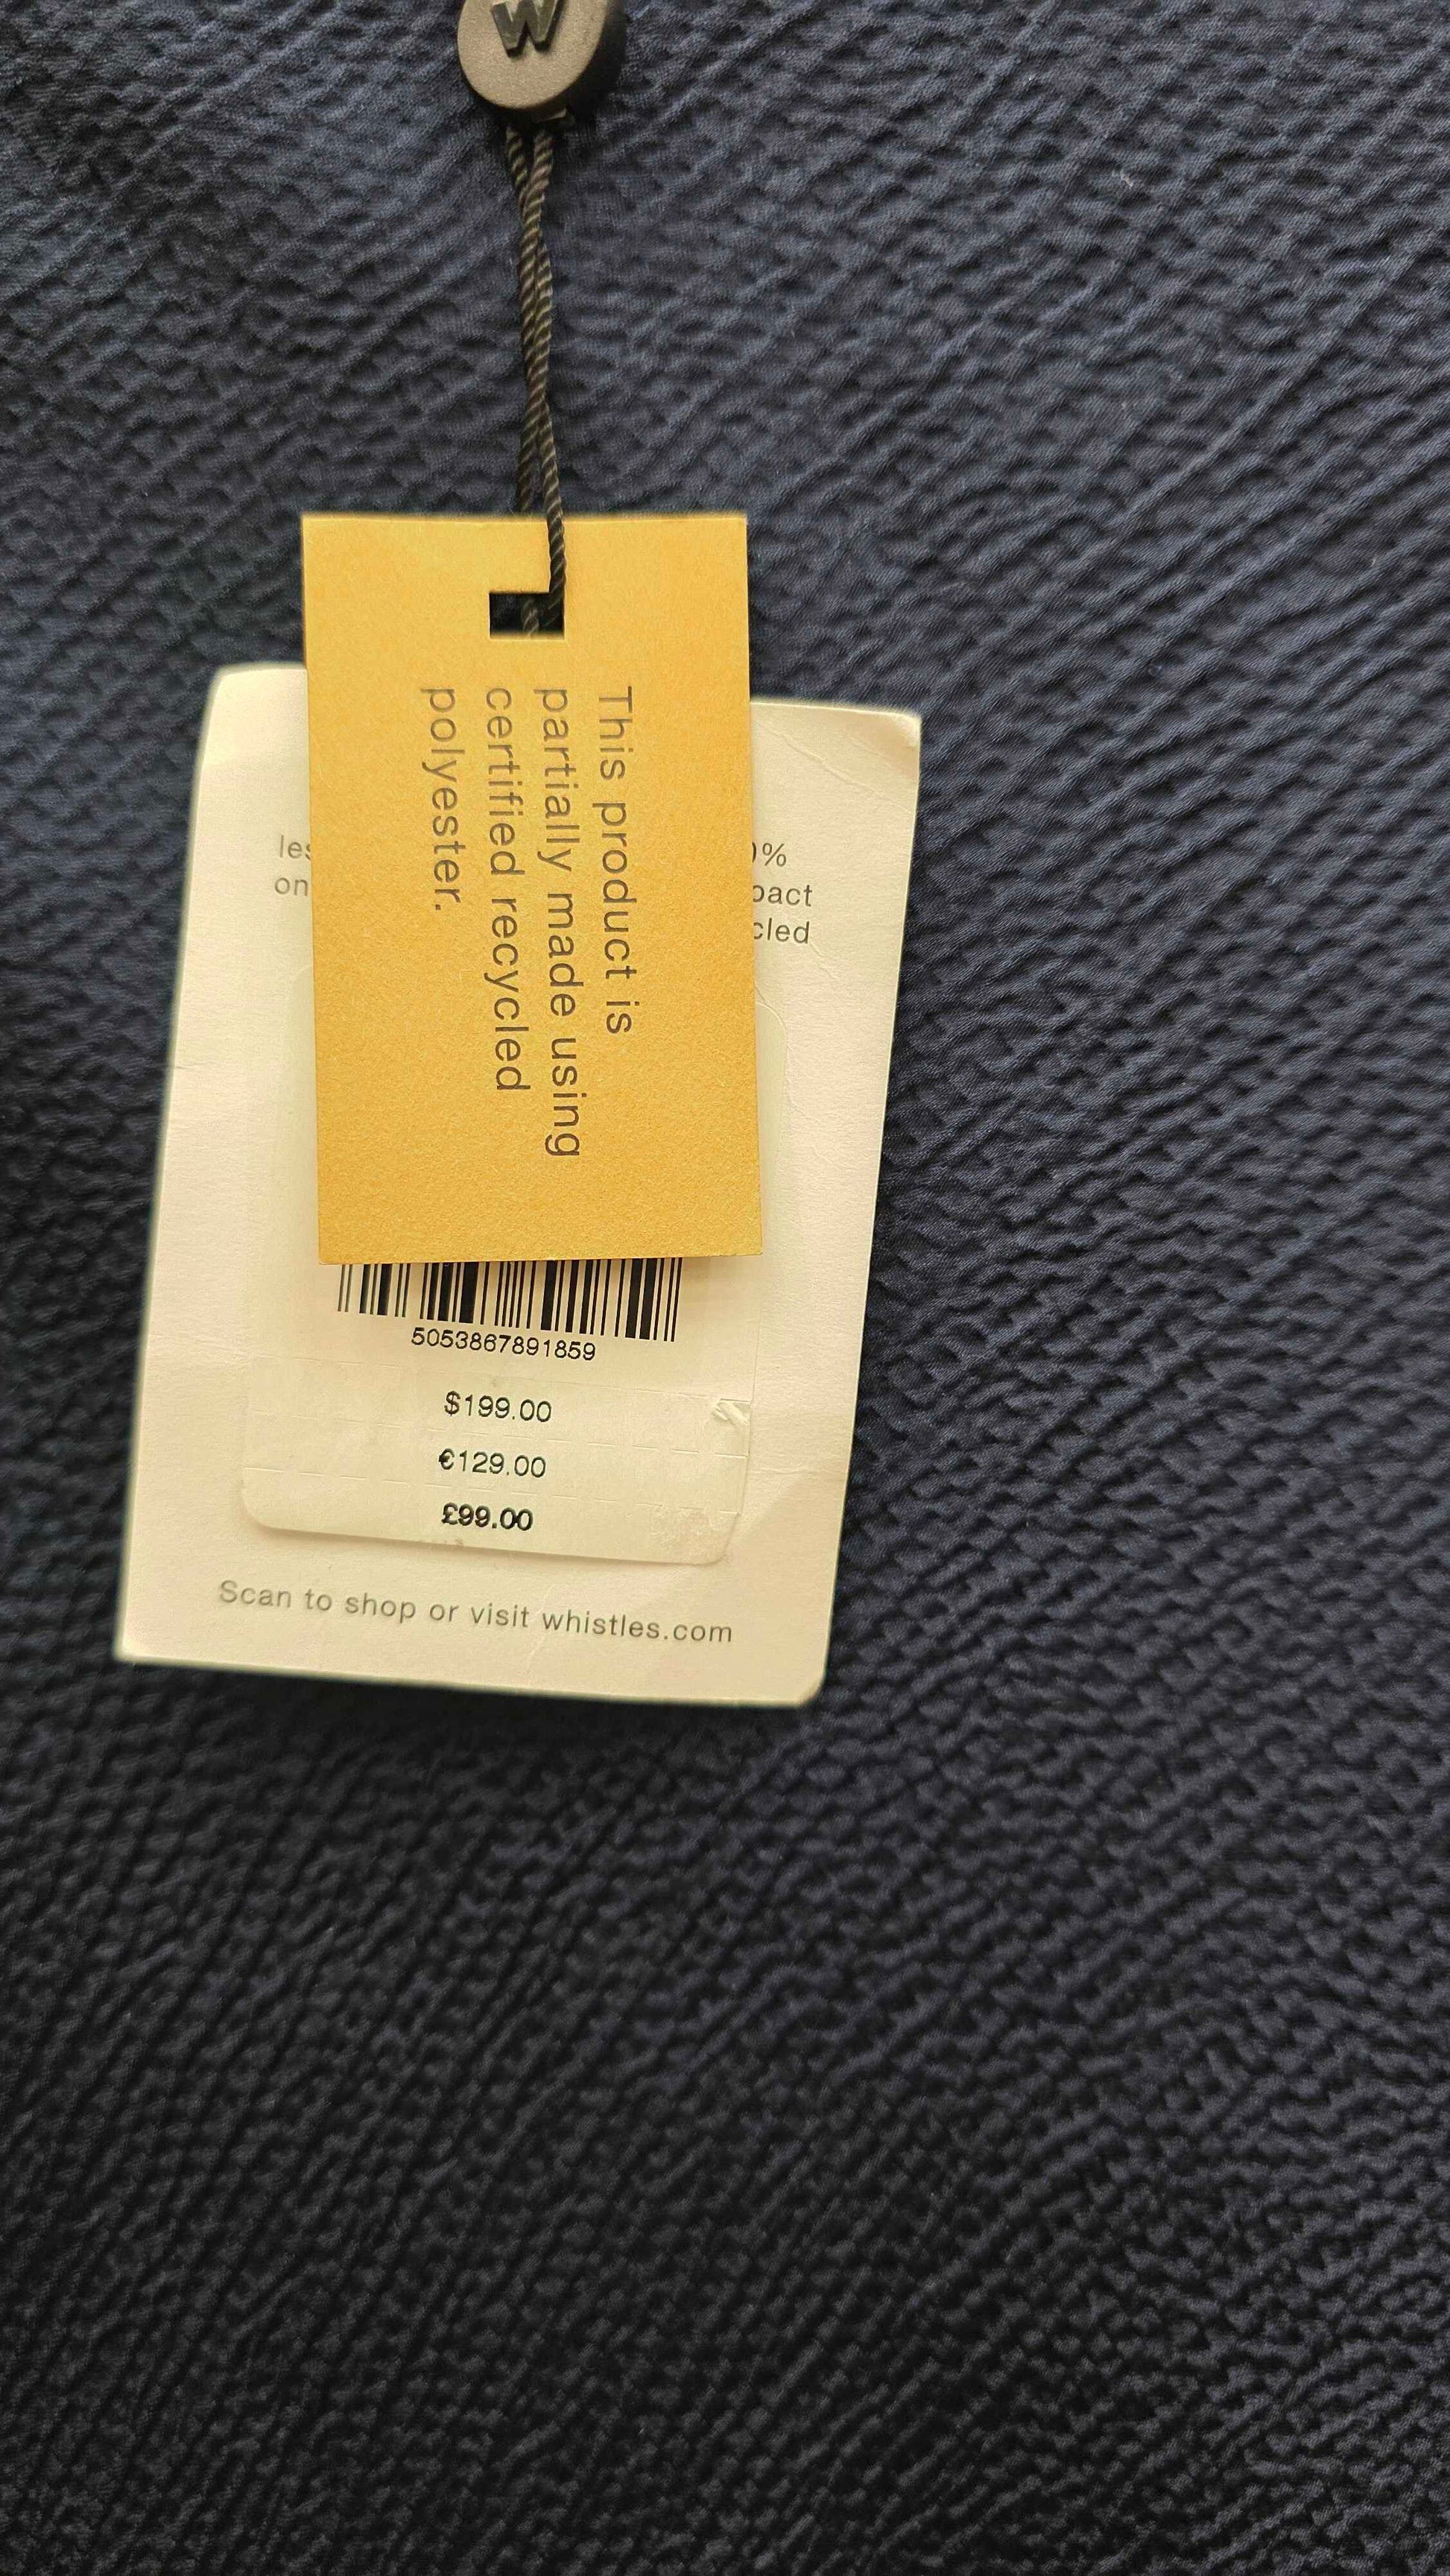 W
This product is
partially made using
certified recycled
polyester.
5053867891859
$199.00
€129.00
£99.00
Scan to shop or visit whistles.com